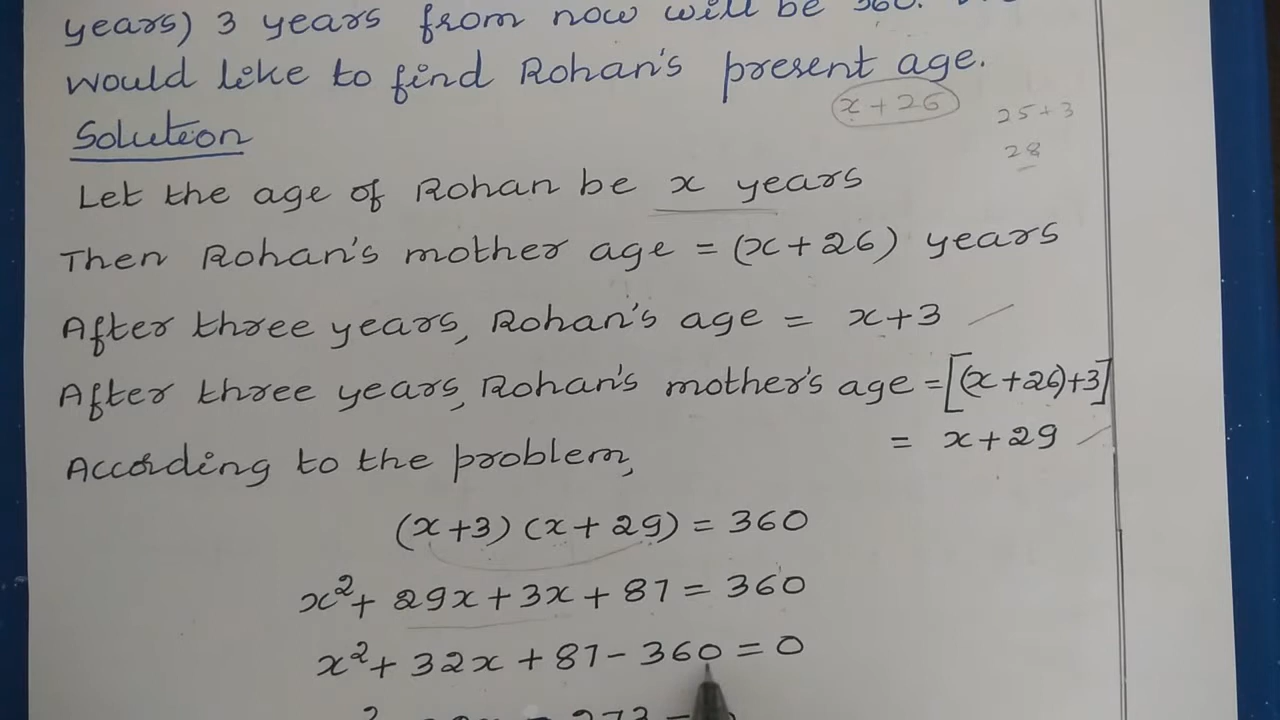 years) 3 years from now will be 360.
would like to find Rohan's present age.
x + 26
25 + 3
28
Solution
Let the age of Rohan be x years
Then Rohan's mother age = (x + 26) years
After three years, Rohan's age = x+3
After three years, Rohan's mother's age = [(x + 26)+3]
= x+29
According to the problem,
(x+3) (x + 29) = 360
x² + 29x + 3x + 87 = 360
x² + 32x + 87 - 360 = 0